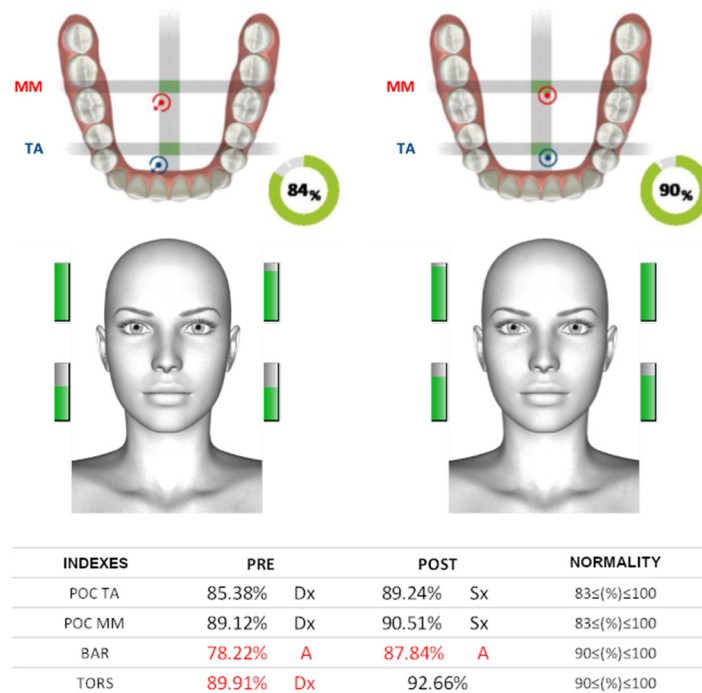 MM MM
TA TA
84% 90%
INDEXES PRE POST NORMALITY
POC TA 85.38% Dx 89.24% Sx 83≤(%)≤100
POC MM 89.12% Dx 90.51% Sx 83≤(%)≤100
BAR 78.22% A 87.84% A 90≤(%)≤100
TORS 89.91% Dx 92.66% 90≤(%)≤100